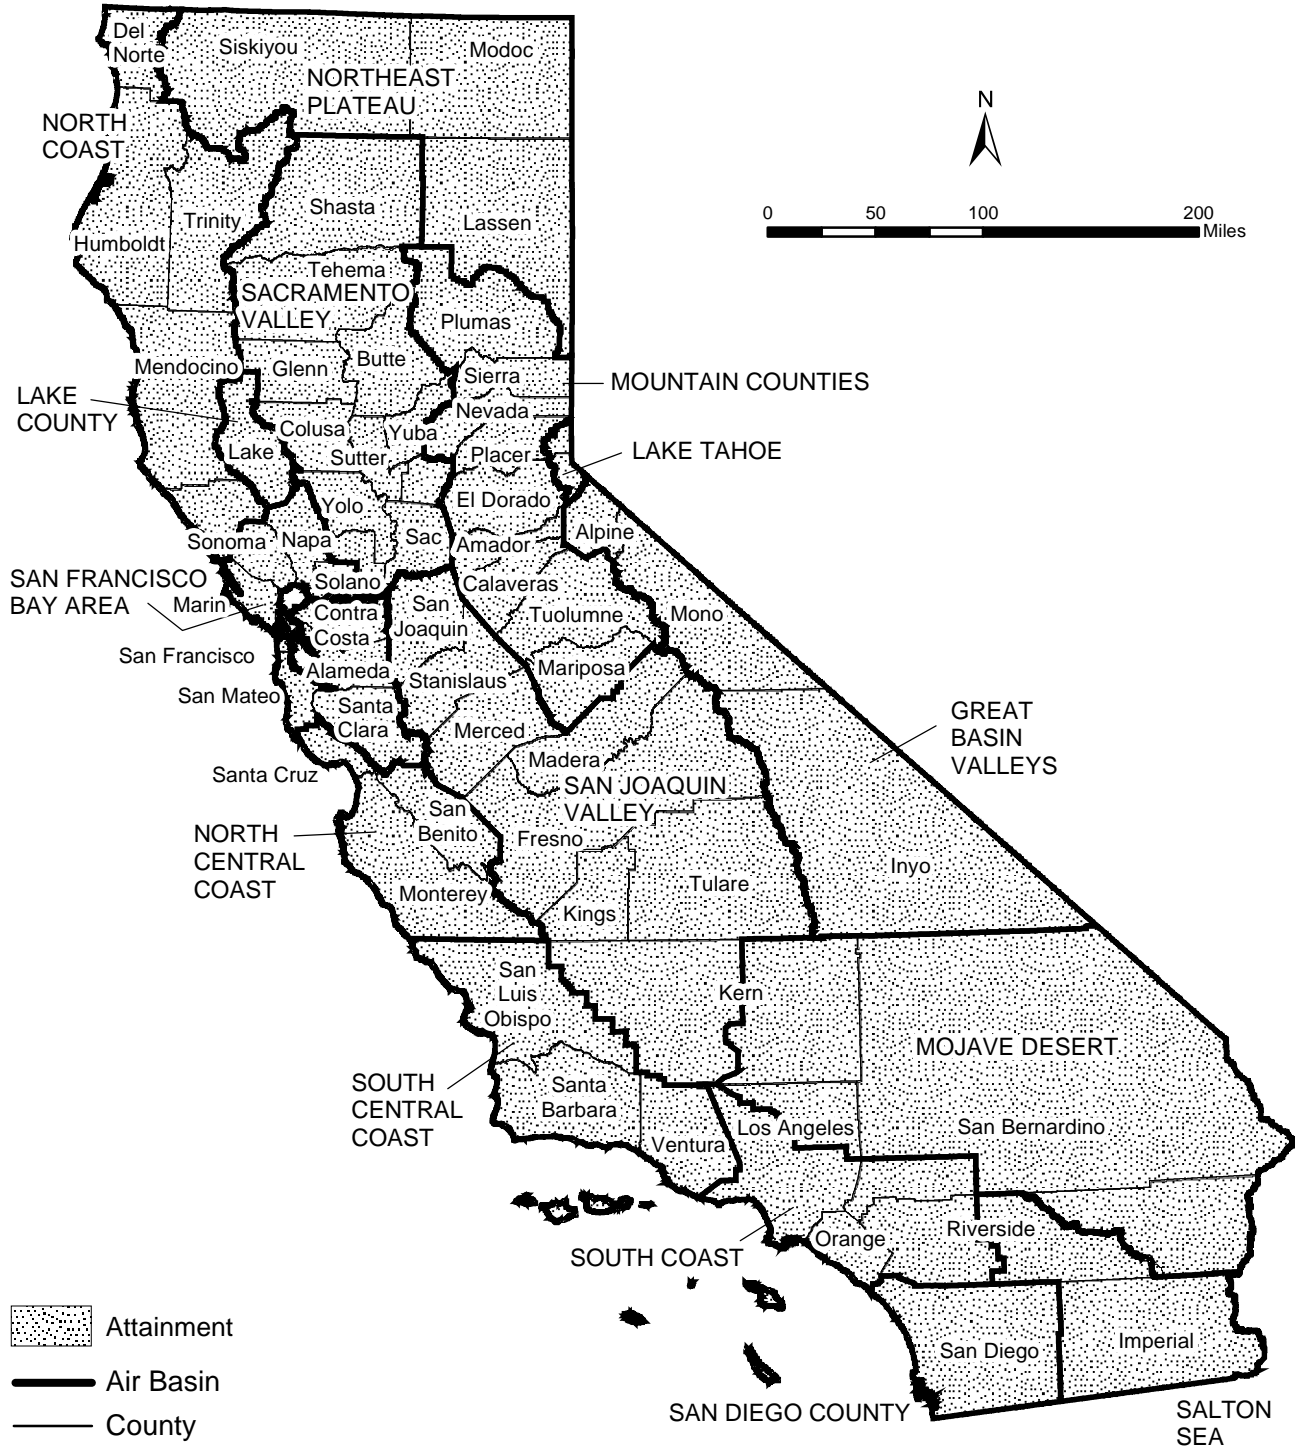 Del
Norte
Siskiyou
Modoc
NORTHEAST
PLATEAU
NORTH
COAST
N
Trinity
Shasta
Lassen
0 50 100 200
Miles
Humboldt
Tehema
SACRAMENTO
VALLEY
Plumas
Mendocino
Glenn
Butte
Sierra
MOUNTAIN COUNTIES
LAKE
COUNTY
Nevada
Colusa
Yuba
Lake
Sutter
Placer
LAKE TAHOE
Yolo
El Dorado
Sonoma
Napa
Sac
Amador
Alpine
SAN FRANCISCO
BAY AREA
Solano
Calaveras
Marin
Contra
Costa
San
Joaquin
Tuolumne
Mono
San Francisco
Alameda
Stanislaus
Mariposa
San Mateo
Santa
Clara
Merced
GREAT
BASIN
VALLEYS
Santa Cruz
Madera
SAN JOAQUIN
VALLEY
San
Benito
NORTH
CENTRAL
COAST
Fresno
Inyo
Monterey
Kings
Tulare
San
Luis
Obispo
Kern
MOJAVE DESERT
SOUTH
CENTRAL
COAST
Santa
Barbara
Ventura
Los Angeles
San Bernardino
SOUTH COAST
Orange
Riverside
Attainment
Air Basin
County
San Diego
Imperial
SAN DIEGO COUNTY
SALTON
SEA